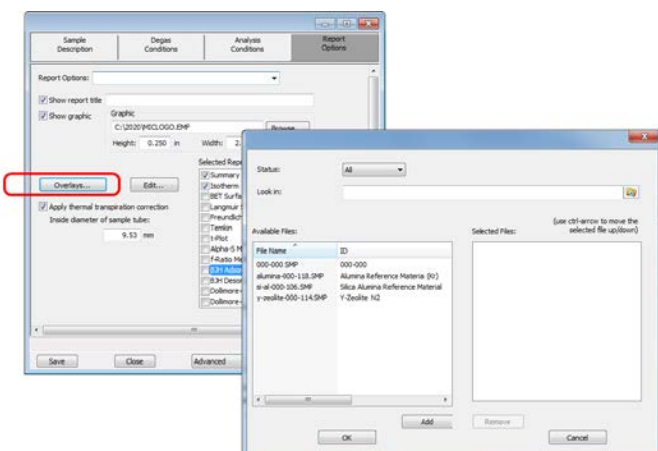 Sample Description
Degas Conditions
Analysis Conditions
Report Options
Report Options:
Show report title
Show graphic
Graphic
C:\2020\MICLOGO.EMF
Browse...
Height: 0.250 in
Width: 2.
Overlays...
Edit...
Selected Repo
Summary
Isotherm
BET Surfa
Langmuir S
Freundlich
Temkin
t-Plot
Alpha-S M
f-Ratio Me
BJH Adsor
BJH Desor
Dollimore-
Dollimore-
Apply thermal transpiration correction
Inside diameter of sample tube:
9.53 mm
Save
Close
Advanced
Status:
All
Look in:
Available Files:
Selected Files:
(use ctrl-arrow to move the
selected file up/down)
File Name
ID
000-000.SMP
000-000
alumina-000-118.SMP
Alumina Reference Materia (Kr)
si-al-000-106.SMP
Silica Alumina Reference Material
y-zeolite-000-114.SMP
Y-Zeolite N2
Add
Remove
OK
Cancel